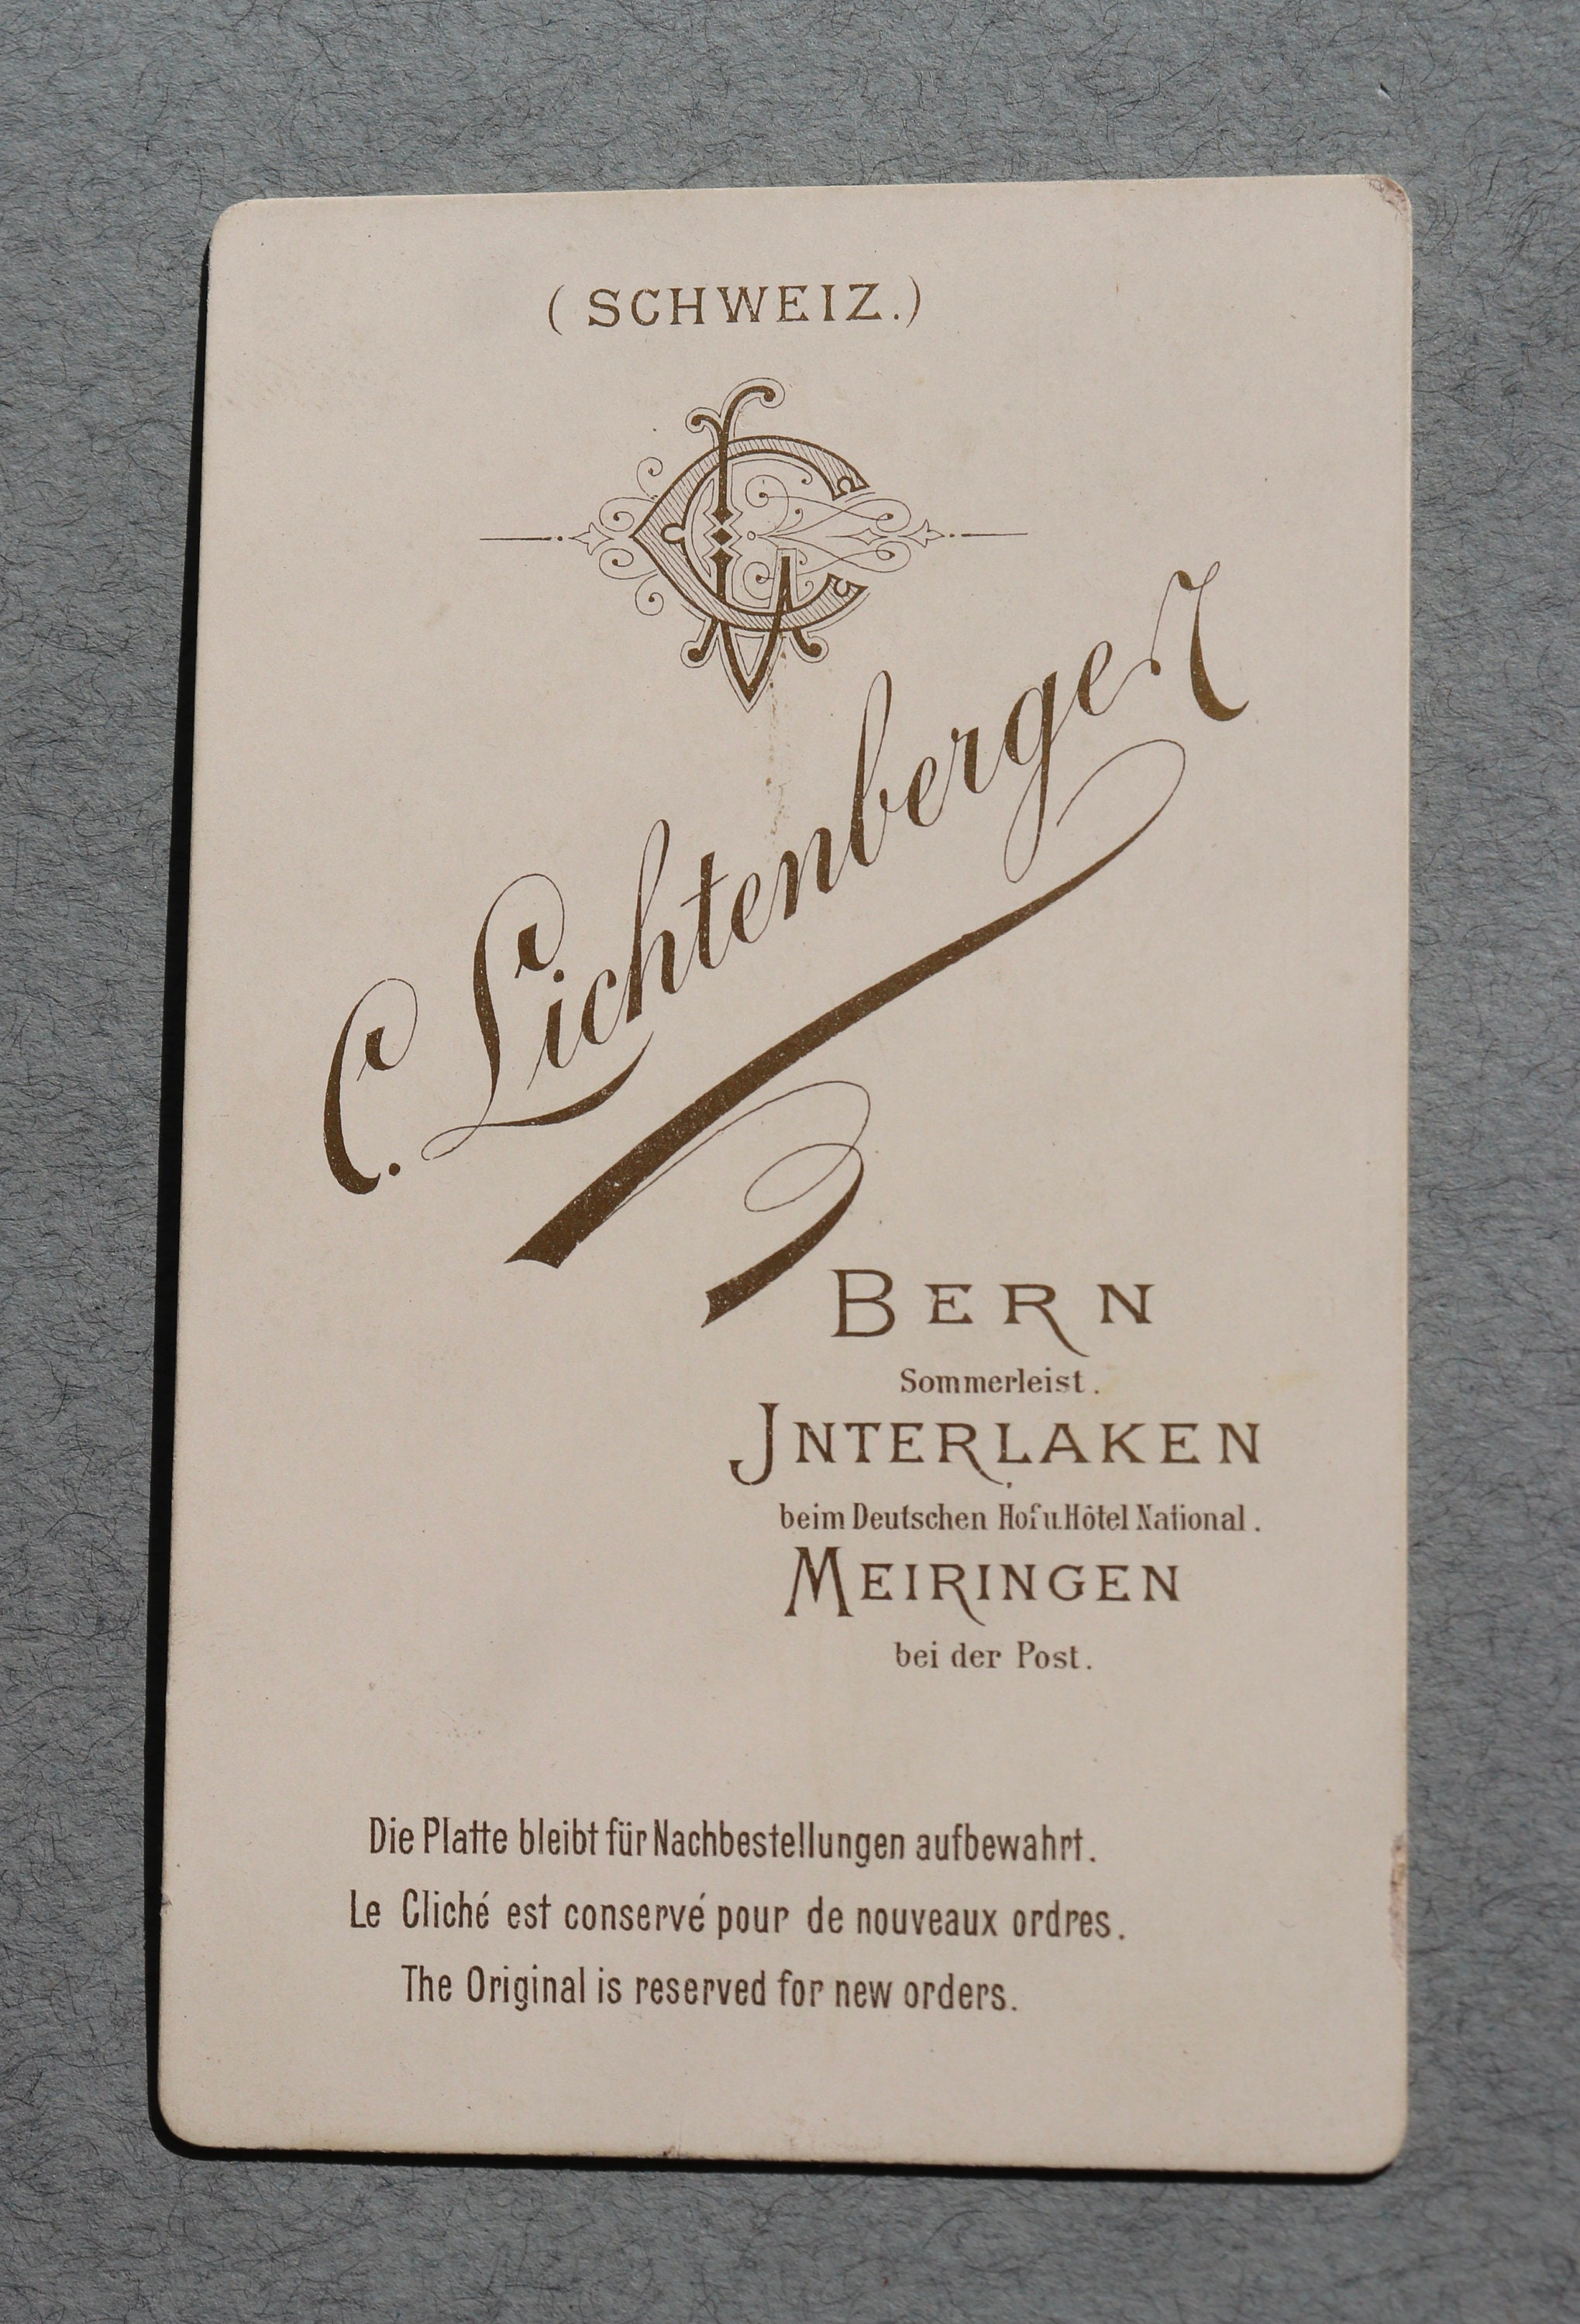 (SCHWEIZ.)
C. Lichtenberger
BERN
Sommerleist.
JNTERLAKEN
beim Deutschen Hof u. Hôtel National.
MEIRINGEN
bei der Post.
Die Platte bleibt für Nachbestellungen aufbewahrt.
Le Cliché est conservé pour de nouveaux ordres.
The Original is reserved for new orders.